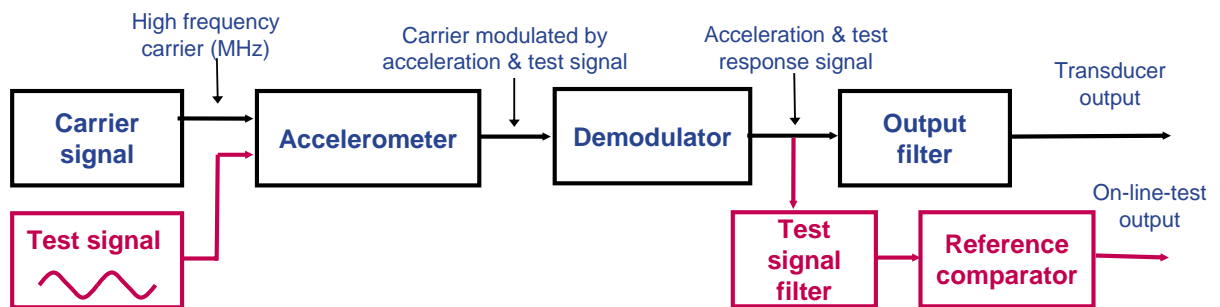 High frequency
carrier (MHz)
Carrier modulated by
acceleration & test signal
Acceleration & test
response signal
Transducer
output
Carrier
signal
Accelerometer
Demodulator
Output
filter
Test signal
Test
signal
filter
Reference
comparator
On-line-test
output